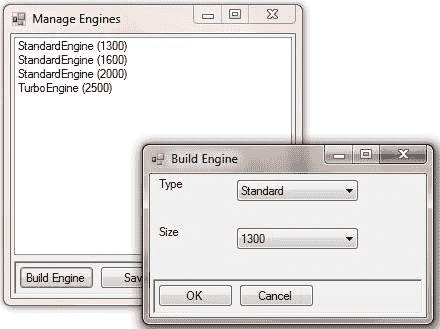 Manage Engines
StandardEngine (1300)
StandardEngine (1600)
StandardEngine (2000)
TurboEngine (2500)
Build Engine
Sav
Build Engine
Type
Standard
Size
1300
OK
Cancel